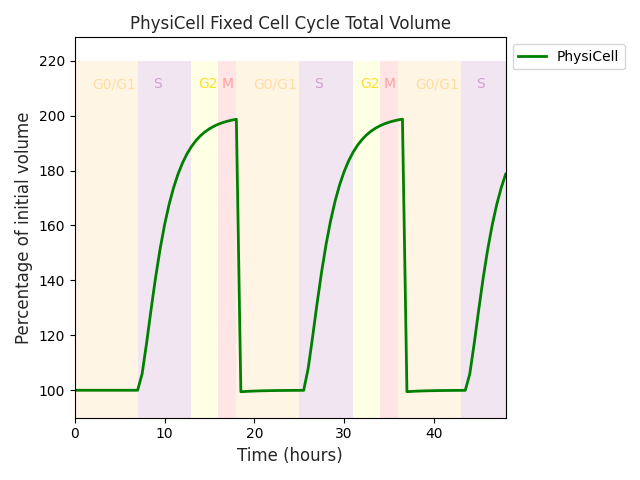 PhysiCell Fixed Cell Cycle Total Volume
PhysiCell
220
G0/G1 S G2 M G0/G1 S G2 M G0/G1 S
200
180
160
140
120
100
Percentage of initial volume
0 10 20 30 40
Time (hours)